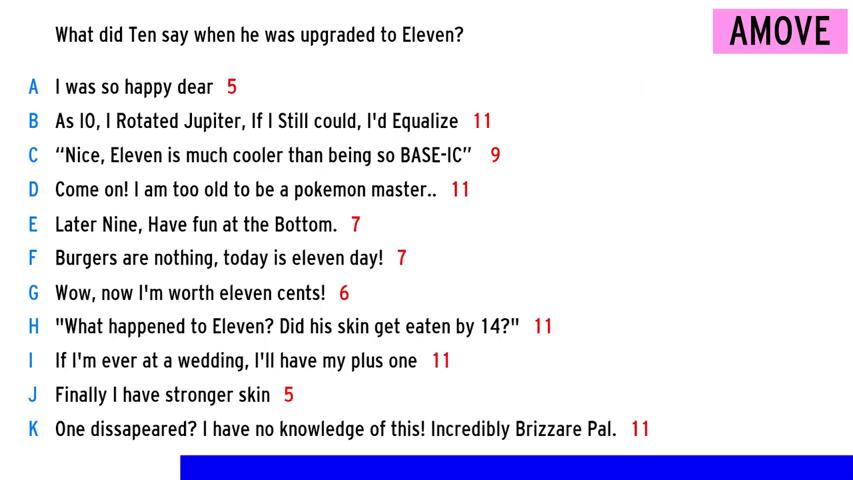 What did Ten say when he was upgraded to Eleven?
AMOVE
A I was so happy dear 5
B As 10, I Rotated Jupiter, If I Still could, I'd Equalize 11
C “Nice, Eleven is much cooler than being so BASE-IC” 9
D Come on! I am too old to be a pokemon master.. 11
E Later Nine, Have fun at the Bottom. 7
F Burgers are nothing, today is eleven day! 7
G Wow, now I'm worth eleven cents! 6
H "What happened to Eleven? Did his skin get eaten by 14?" 11
I If I'm ever at a wedding, I'll have my plus one 11
J Finally I have stronger skin 5
K One dissapeared? I have no knowledge of this! Incredibly Brizzare Pal. 11